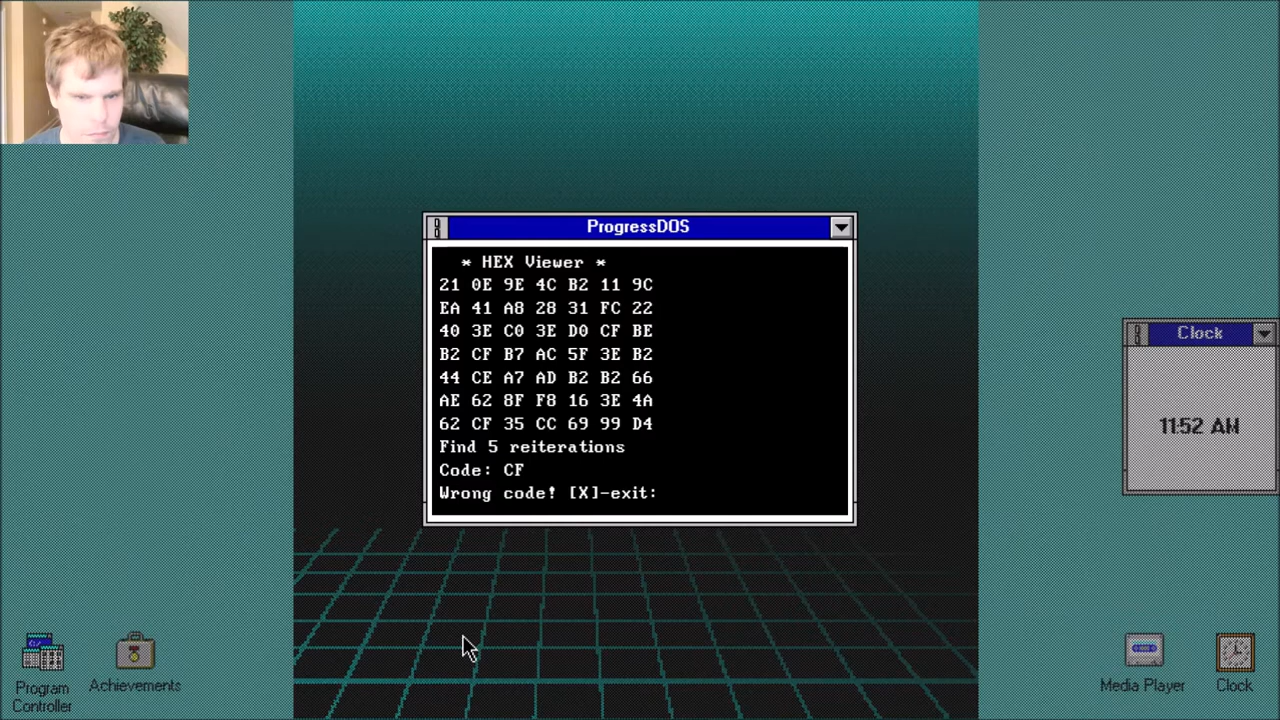 ProgressDOS
* HEX Viewer *
21 0E 9E 4C B2 11 9C
EA 41 A8 28 31 FC 22
40 3E C0 3E D0 CF BE
B2 CF B7 AC 5F 3E B2
44 CE A7 AD B2 B2 66
AE 62 8F F8 16 3E 4A
62 CF 35 CC 69 99 D4
Find 5 reiterations
Code: CF
Wrong code! [X]-exit:
Clock
11:52 AM
Program
Controller
Achievements
Media Player
Clock